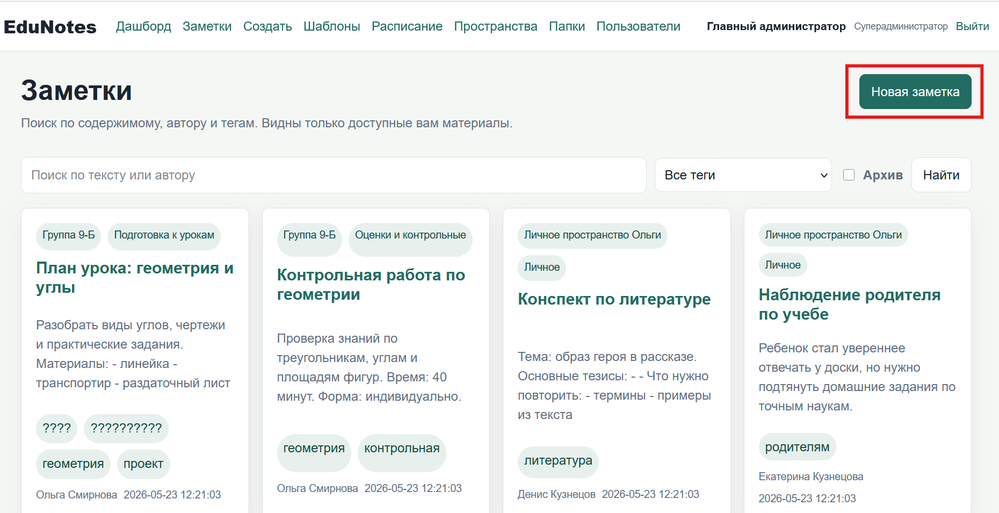 EduNotes Дашборд Заметки Создать Шаблоны Расписание Пространства Папки Пользователи Главный администратор Суперадминистратор Выйти
Заметки
Новая заметка
Поиск по содержимому, автору и тегам. Видны только доступные вам материалы.
Поиск по тексту или автору
Все теги
Архив
Найти
Группа 9-Б Подготовка к урокам
План урока: геометрия и
углы
Разобрать виды углов, чертежи
и практические задания.
Материалы: - линейка -
транспортир - раздаточный лист
???? ??????????
геометрия проект
Ольга Смирнова 2026-05-23 12:21:03
Группа 9-Б Оценки и контрольные
Контрольная работа по
геометрии
Проверка знаний по
треугольникам, углам и
площадям фигур. Время: 40
минут. Форма: индивидуально.
геометрия контрольная
Ольга Смирнова 2026-05-23 12:21:03
Личное пространство Ольги
Личное
Конспект по литературе
Тема: образ героя в рассказе.
Основные тезисы: - - Что нужно
повторить: - термины - примеры
из текста
литература
Денис Кузнецов 2026-05-23 12:21:03
Личное пространство Ольги
Личное
Наблюдение родителя
по учебе
Ребенок стал увереннее
отвечать у доски, но нужно
подтянуть домашние задания по
точным наукам.
родителям
Екатерина Кузнецова
2026-05-23 12:21:03